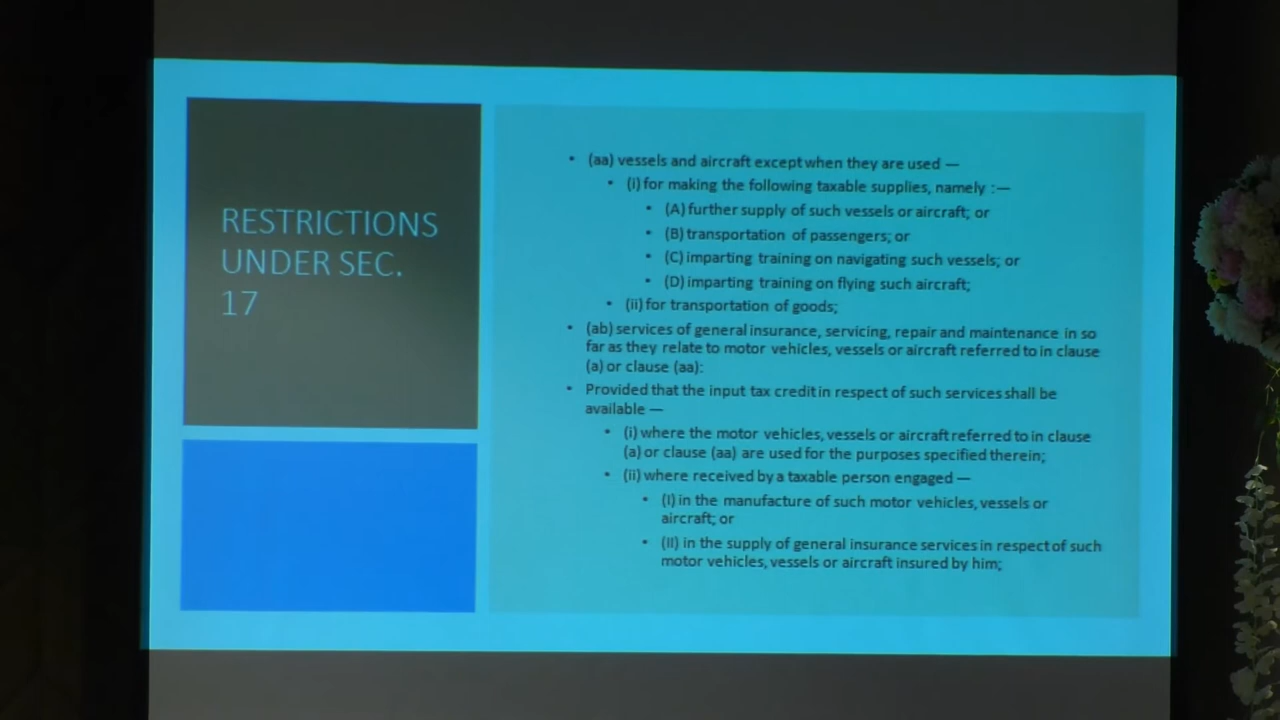 RESTRICTIONS
UNDER SEC.
17
• (aa) vessels and aircraft except when they are used —
• (i) for making the following taxable supplies, namely :—
• (A) further supply of such vessels or aircraft; or
• (B) transportation of passengers; or
• (C) imparting training on navigating such vessels; or
• (D) imparting training on flying such aircraft;
• (ii) for transportation of goods;
• (ab) services of general insurance, servicing, repair and maintenance in so
far as they relate to motor vehicles, vessels or aircraft referred to in clause
(a) or clause (aa):
• Provided that the input tax credit in respect of such services shall be
available —
• (i) where the motor vehicles, vessels or aircraft referred to in clause
(a) or clause (aa) are used for the purposes specified therein;
• (ii) where received by a taxable person engaged —
• (I) in the manufacture of such motor vehicles, vessels or
aircraft; or
• (II) in the supply of general insurance services in respect of such
motor vehicles, vessels or aircraft insured by him;